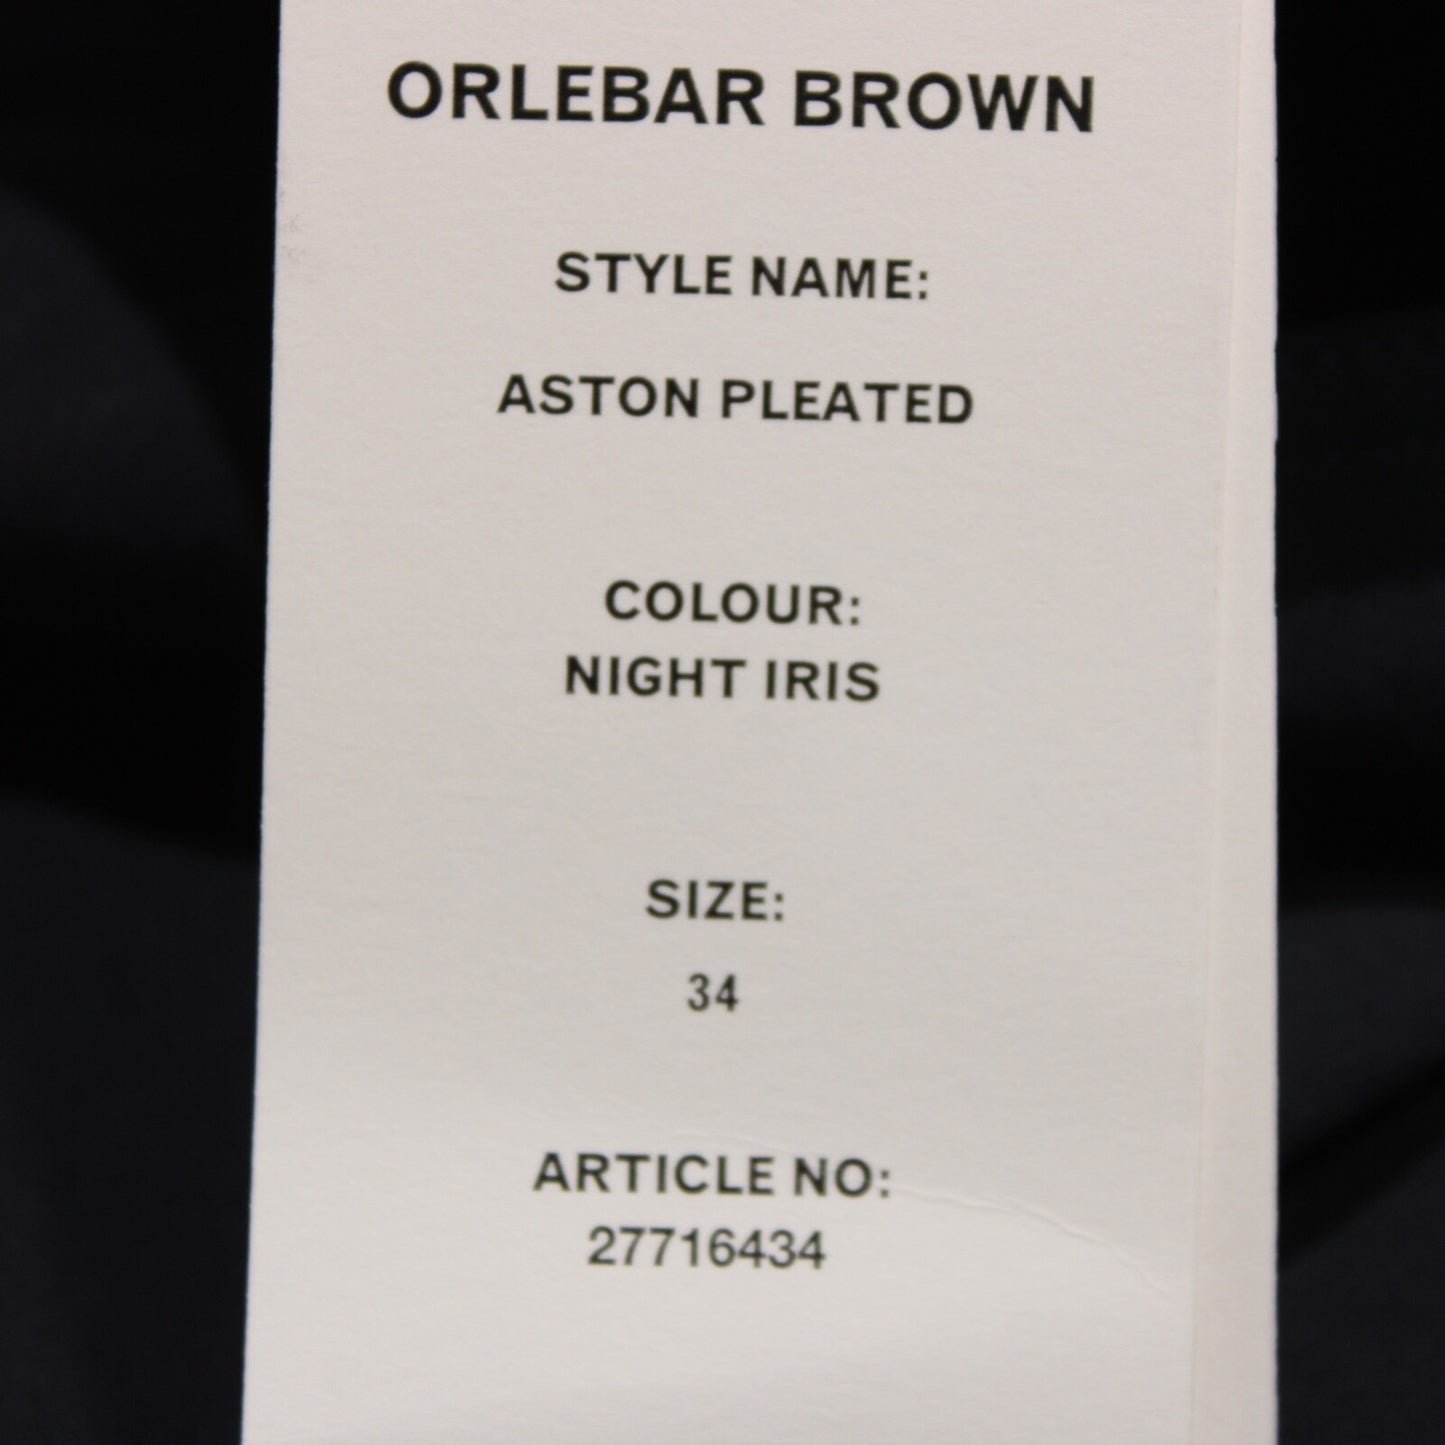 ORLEBAR BROWN
STYLE NAME:
ASTON PLEATED
COLOUR:
NIGHT IRIS
SIZE:
34
ARTICLE NO:
27716434